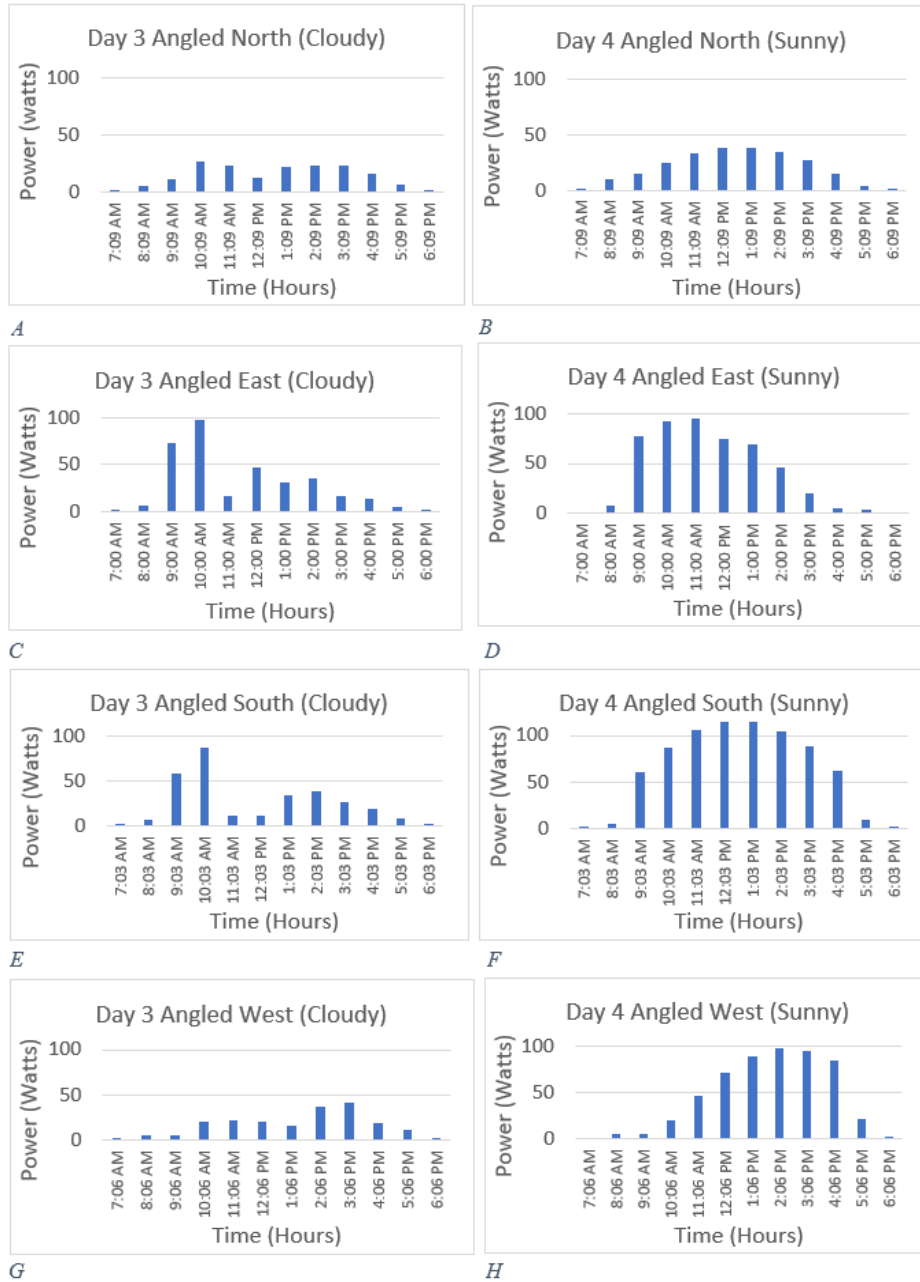 Day 3 Angled North (Cloudy)
Power (watts)
100
50
0
7:09 AM
8:09 AM
9:09 AM
10:09 AM
11:09 AM
12:09 PM
1:09 PM
2:09 PM
3:09 PM
4:09 PM
5:09 PM
6:09 PM
Time (Hours)
A
Day 4 Angled North (Sunny)
Power (Watts)
100
50
0
7:09 AM
8:09 AM
9:09 AM
10:09 AM
11:09 AM
12:09 PM
1:09 PM
2:09 PM
3:09 PM
4:09 PM
5:09 PM
6:09 PM
Time (Hours)
B
Day 3 Angled East (Cloudy)
Power (Watts)
100
50
0
7:00 AM
8:00 AM
9:00 AM
10:00 AM
11:00 AM
12:00 PM
1:00 PM
2:00 PM
3:00 PM
4:00 PM
5:00 PM
6:00 PM
Time (Hours)
C
Day 4 Angled East (Sunny)
Power (Watts)
100
50
0
7:00 AM
8:00 AM
9:00 AM
10:00 AM
11:00 AM
12:00 PM
1:00 PM
2:00 PM
3:00 PM
4:00 PM
5:00 PM
6:00 PM
Time (Hours)
D
Day 3 Angled South (Cloudy)
Power (Watts)
100
50
0
7:03 AM
8:03 AM
9:03 AM
10:03 AM
11:03 AM
12:03 PM
1:03 PM
2:03 PM
3:03 PM
4:03 PM
5:03 PM
6:03 PM
Time (Hours)
E
Day 4 Angled South (Sunny)
Power (Watts)
100
50
0
7:03 AM
8:03 AM
9:03 AM
10:03 AM
11:03 AM
12:03 PM
1:03 PM
2:03 PM
3:03 PM
4:03 PM
5:03 PM
6:03 PM
Time (Hours)
F
Day 3 Angled West (Cloudy)
Power (Watts)
100
50
0
7:06 AM
8:06 AM
9:06 AM
10:06 AM
11:06 AM
12:06 PM
1:06 PM
2:06 PM
3:06 PM
4:06 PM
5:06 PM
6:06 PM
Time (Hours)
G
Day 4 Angled West (Sunny)
Power (Watts)
100
50
0
7:06 AM
8:06 AM
9:06 AM
10:06 AM
11:06 AM
12:06 PM
1:06 PM
2:06 PM
3:06 PM
4:06 PM
5:06 PM
6:06 PM
Time (Hours)
H